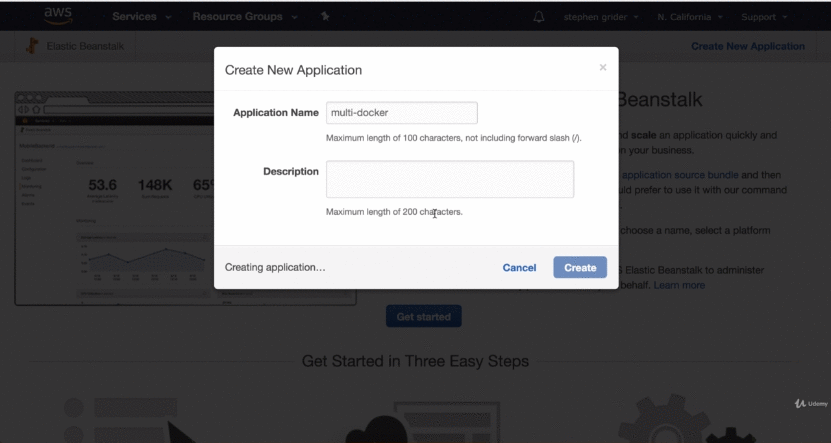 aws
Services
Resource Groups
stephen grider
N. California
Support
Elastic Beanstalk
Create New Application
Create New Application
×
Application Name
multi-docker
Maximum length of 100 characters, not including forward slash (/).
Description
Maximum length of 200 characters.
Creating application…
Cancel
Create
Beanstalk
scale an application quickly and
n your business.
application source bundle and then
uld prefer to use it with our command
choose a name, select a platform
Elastic Beanstalk to administer
behalf. Learn more
53.6
148K
65
Get started
Get Started in Three Easy Steps
Udemy